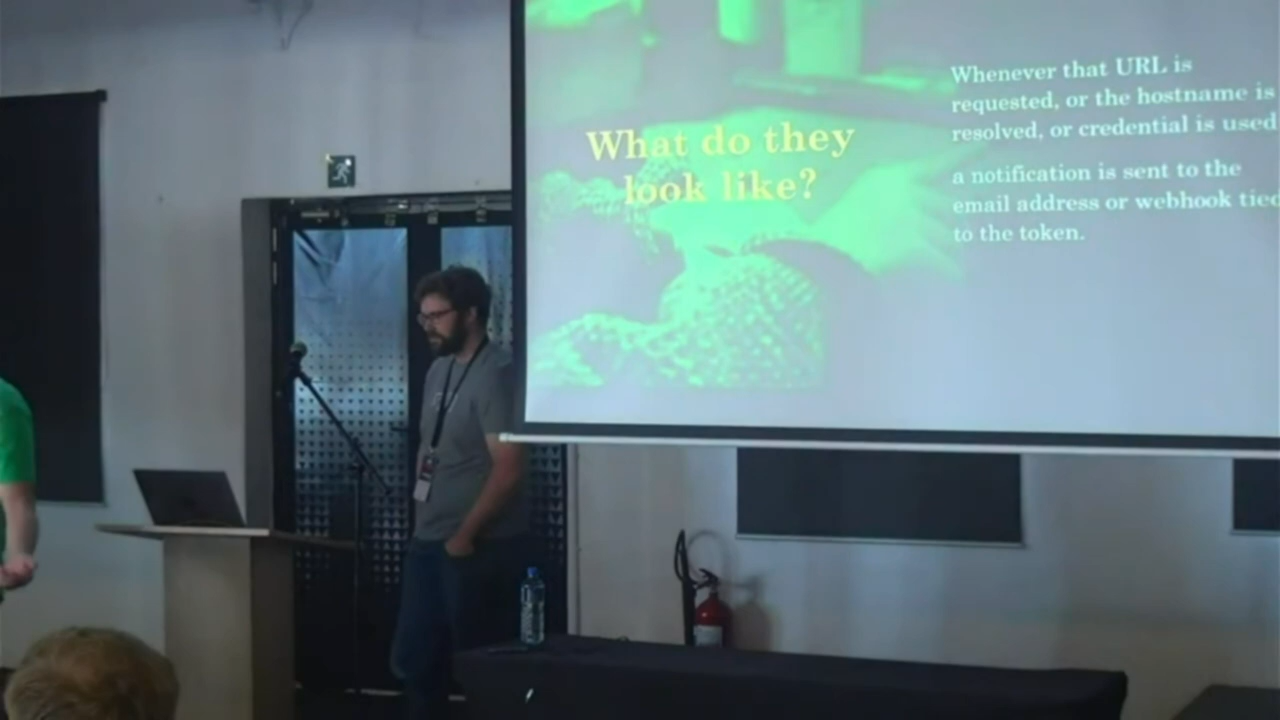 What do they
look like?
Whenever that URL is
requested, or the hostname is
resolved, or credential is used
a notification is sent to the
email address or webhook tied
to the token.